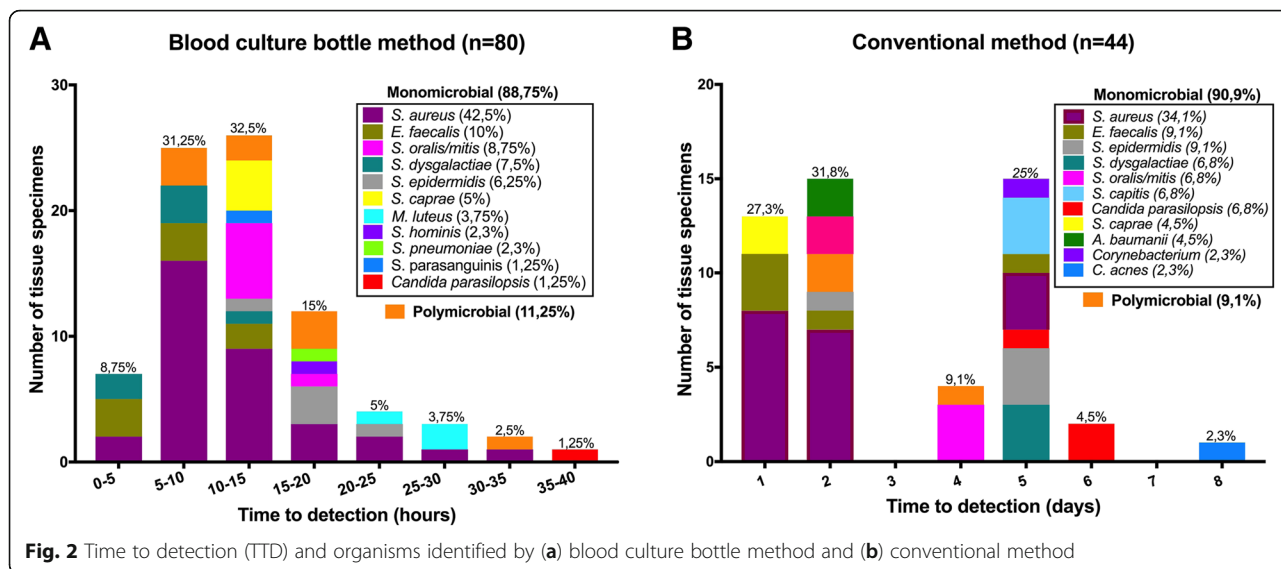 A
Blood culture bottle method (n=80)
Number of tissue specimens
30
20
10
0
8,75%
31,25%
32,5%
15%
5%
3,75%
2,5%
1,25%
Monomicrobial (88,75%)
S. aureus (42,5%)
E. faecalis (10%)
S. oralis/mitis (8,75%)
S. dysgalactiae (7,5%)
S. epidermidis (6,25%)
S. caprae (5%)
M. luteus (3,75%)
S. hominis (2,3%)
S. pneumoniae (2,3%)
S. parasanguinis (1,25%)
Candida parasilopsis (1,25%)
Polymicrobial (11,25%)
0-5
5-10
10-15
15-20
20-25
25-30
30-35
35-40
Time to detection (hours)
B
Conventional method (n=44)
Number of tissue specimens
20
15
10
5
0
27,3%
31,8%
9,1%
25%
4,5%
2,3%
Monomicrobial (90,9%)
S. aureus (34,1%)
E. faecalis (9,1%)
S. epidermidis (9,1%)
S. dysgalactiae (6,8%)
S. oralis/mitis (6,8%)
S. capitis (6,8%)
Candida parasilopsis (6,8%)
S. caprae (4,5%)
A. baumanii (4,5%)
Corynebacterium (2,3%)
C. acnes (2,3%)
Polymicrobial (9,1%)
1
2
3
4
5
6
7
8
Time to detection (days)
Fig. 2 Time to detection (TTD) and organisms identified by (a) blood culture bottle method and (b) conventional method